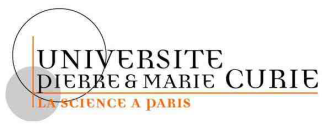 UNIVERSITE
PIERRE & MARIE CURIE
LA SCIENCE A PARIS